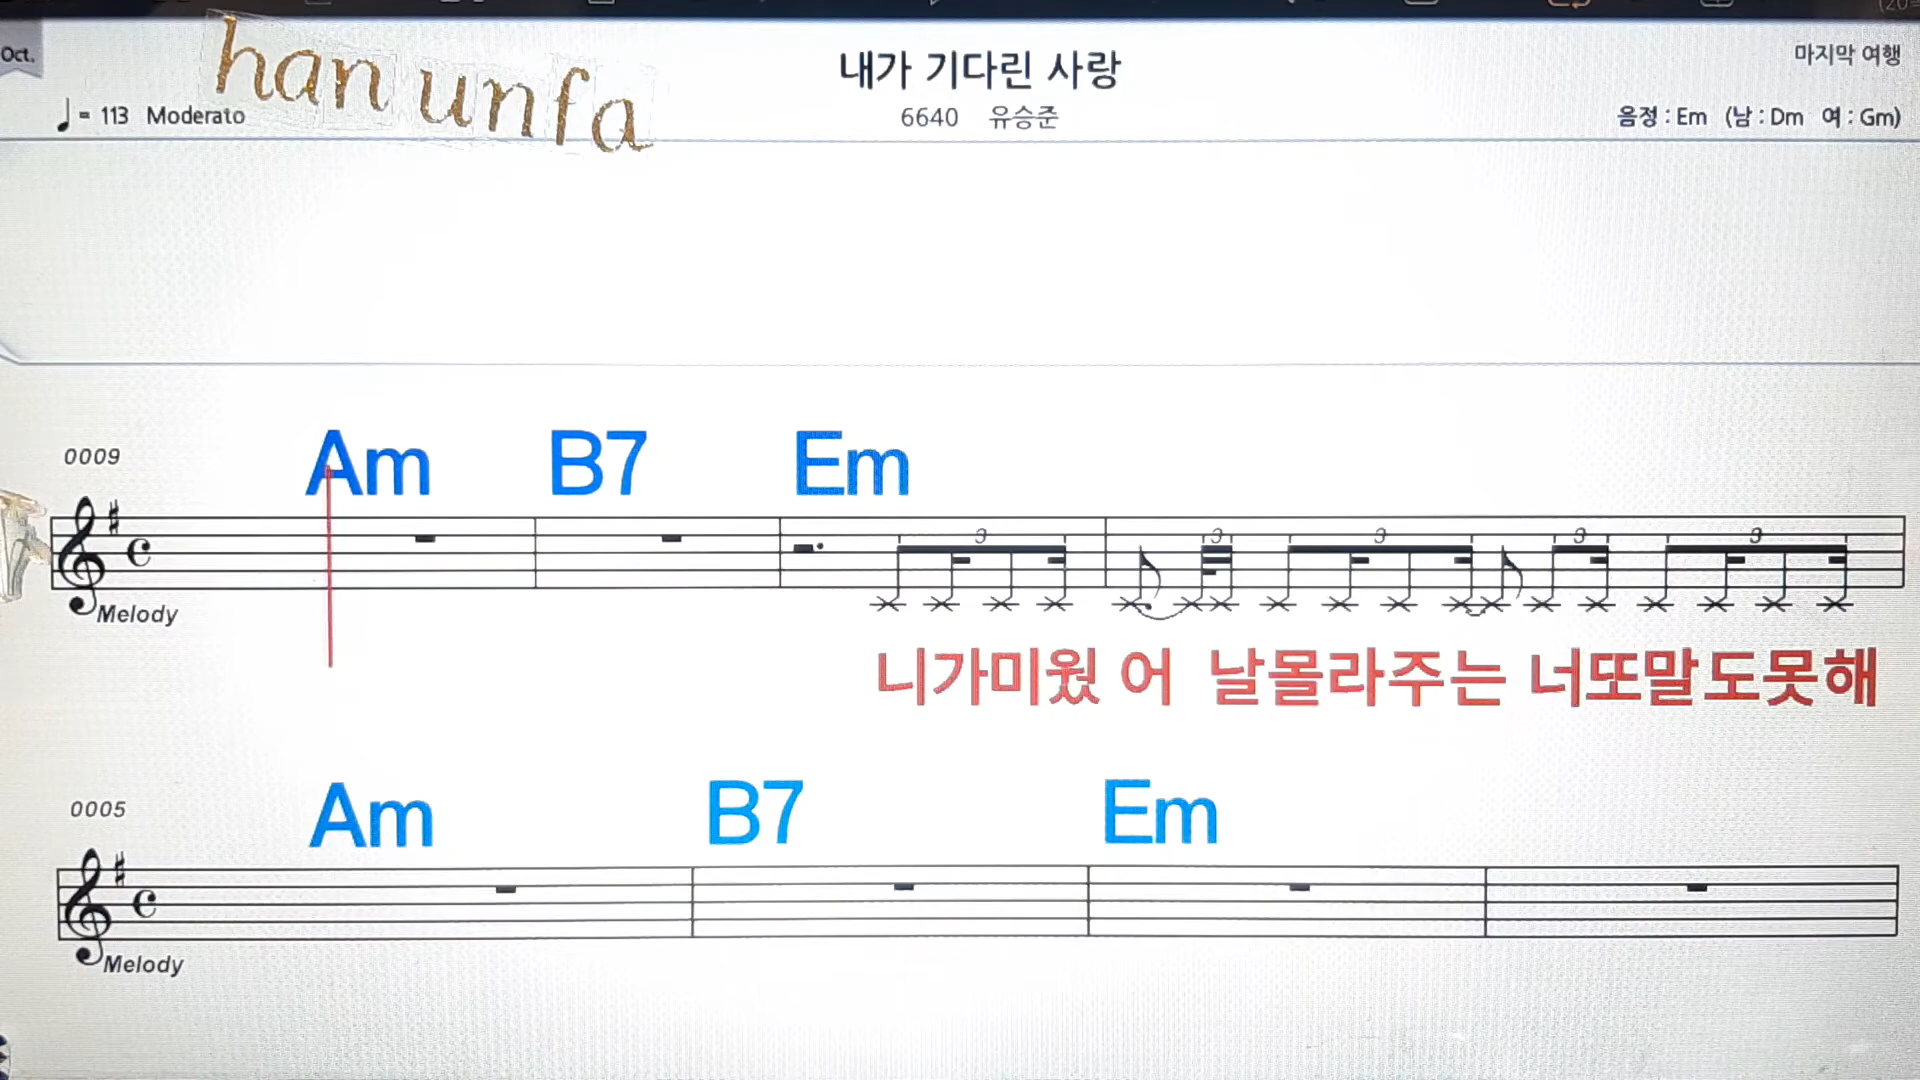 Oct.
han unfa
내가 기다린 사랑
마지막 여행
♩= 113 Moderato
6640 유승준
음정 : Em (남 : Dm 여 : Gm)
0009
Am B7 Em
3 3 3 3 3
Melody
니가미웠 어 날몰라주는 너또말도못해
0005
Am B7 Em
Melody